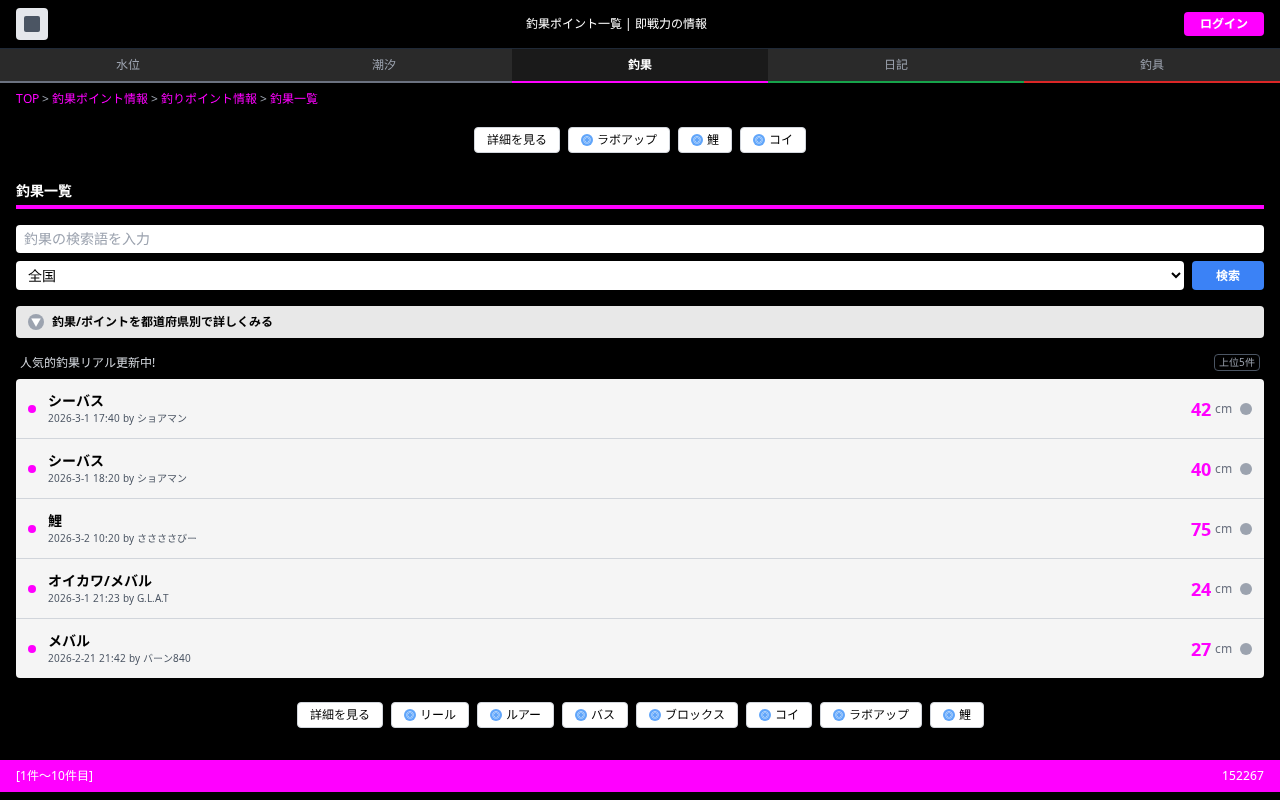 釣果ポイント一覧 | 即戦力の情報
ログイン
水位
潮汐
釣果
日記
釣具
TOP > 釣果ポイント情報 > 釣りポイント情報 > 釣果一覧
詳細を見る
ラボアップ
鯉
コイ
釣果一覧
釣果の検索語を入力
全国
検索
釣果/ポイントを都道府県別で詳しくみる
人気的釣果リアル更新中!
上位5件
シーバス
2026-3-1 17:40 by ショアマン
42 cm
シーバス
2026-3-1 18:20 by ショアマン
40 cm
鯉
2026-3-2 10:20 by ささささびー
75 cm
オイカワ/メバル
2026-3-1 21:23 by G.L.A.T
24 cm
メバル
2026-2-21 21:42 by バーン840
27 cm
詳細を見る
リール
ルアー
バス
ブロックス
コイ
ラボアップ
鯉
[1件〜10件目]
152267